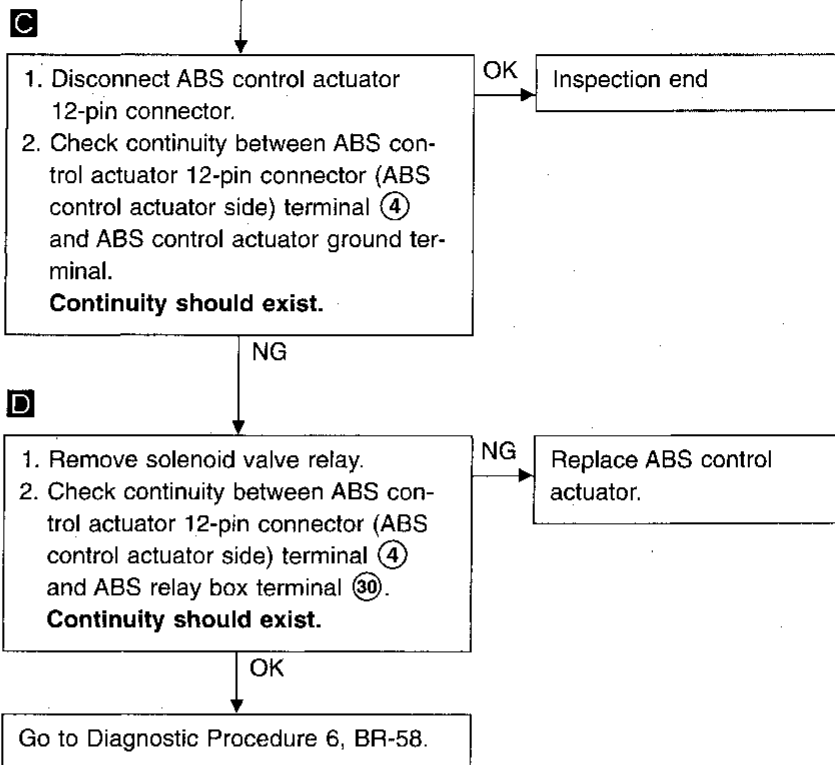 C
1. Disconnect ABS control actuator
12-pin connector.
2. Check continuity between ABS con-
trol actuator 12-pin connector (ABS
control actuator side) terminal ④
and ABS control actuator ground ter-
minal.
Continuity should exist.
OK
Inspection end
NG
D
1. Remove solenoid valve relay.
2. Check continuity between ABS con-
trol actuator 12-pin connector (ABS
control actuator side) terminal ④
and ABS relay box terminal ㉚.
Continuity should exist.
NG
Replace ABS control
actuator.
OK
Go to Diagnostic Procedure 6, BR-58.